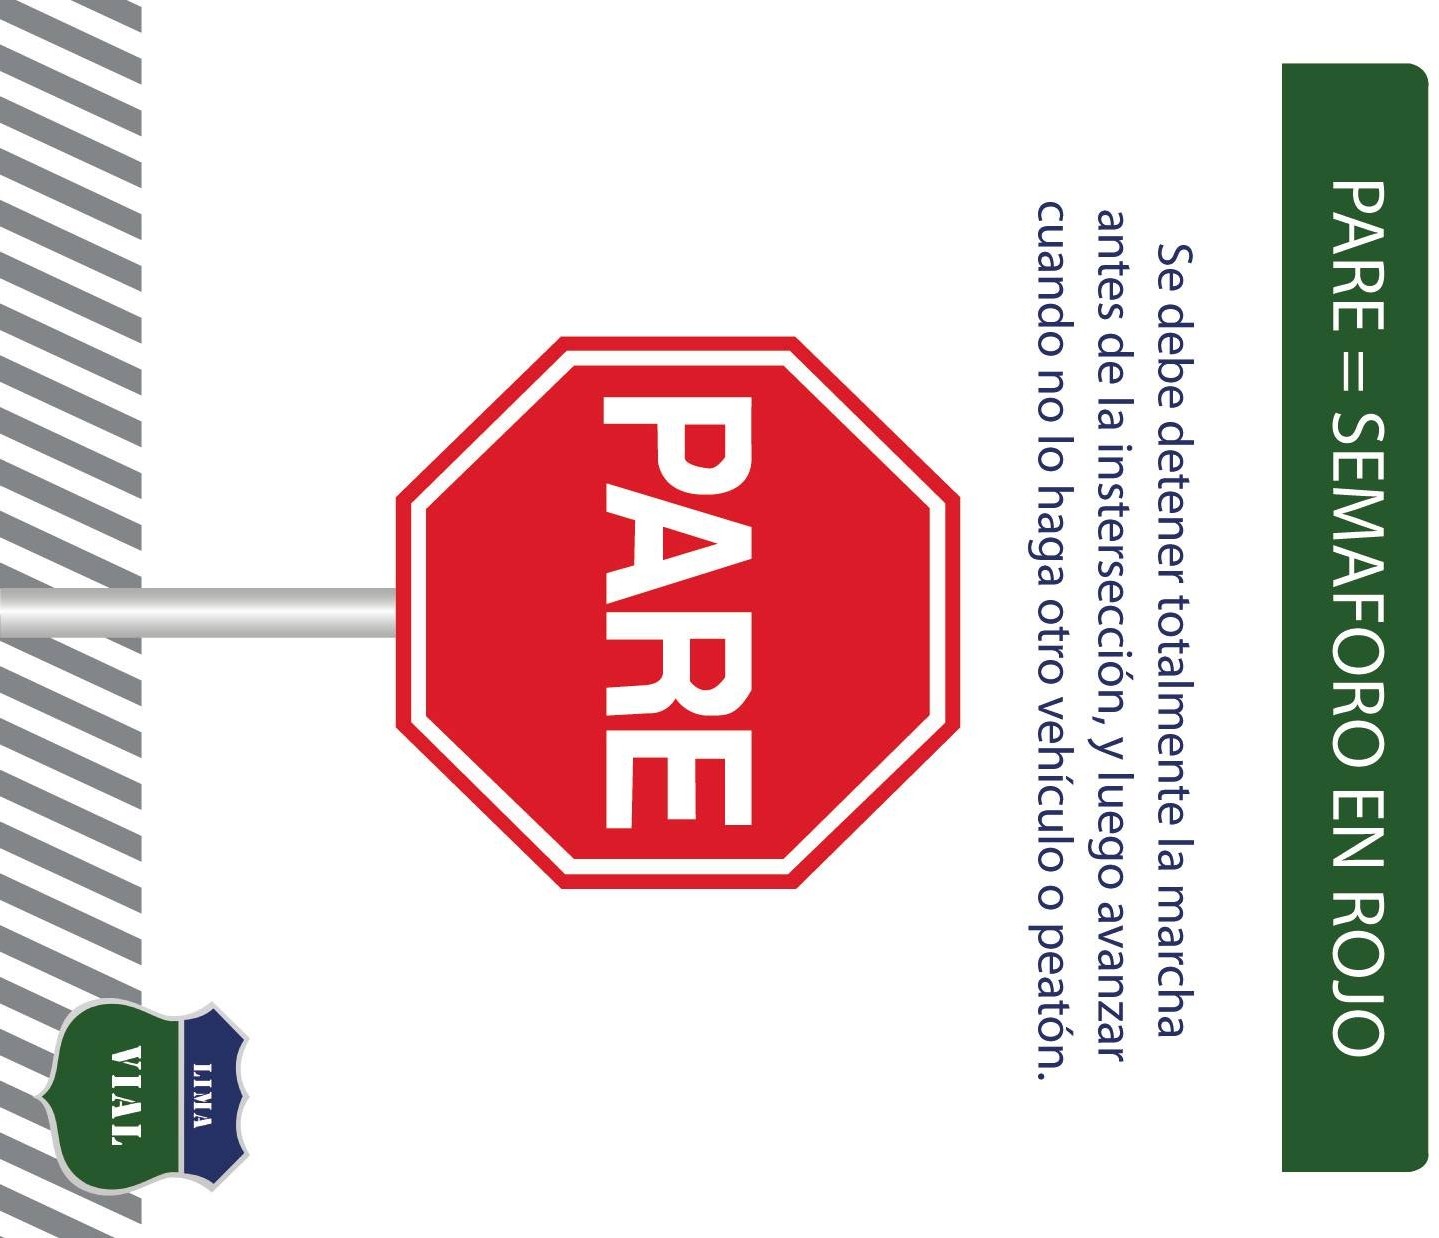 PARE = SEMAFORO EN ROJO
Se debe detener totalmente la marcha
antes de la instersección, y luego avanzar
cuando no lo haga otro vehículo o peatón.
PARE
LIMA
VIAL